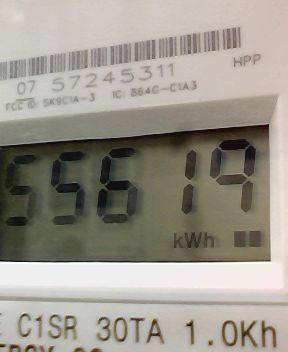 HPP
07 57245311
FCC ID: SK9C1A-3 IC: 864G-C1A3
55619
kWh
C1SR 30TA 1.0Kh